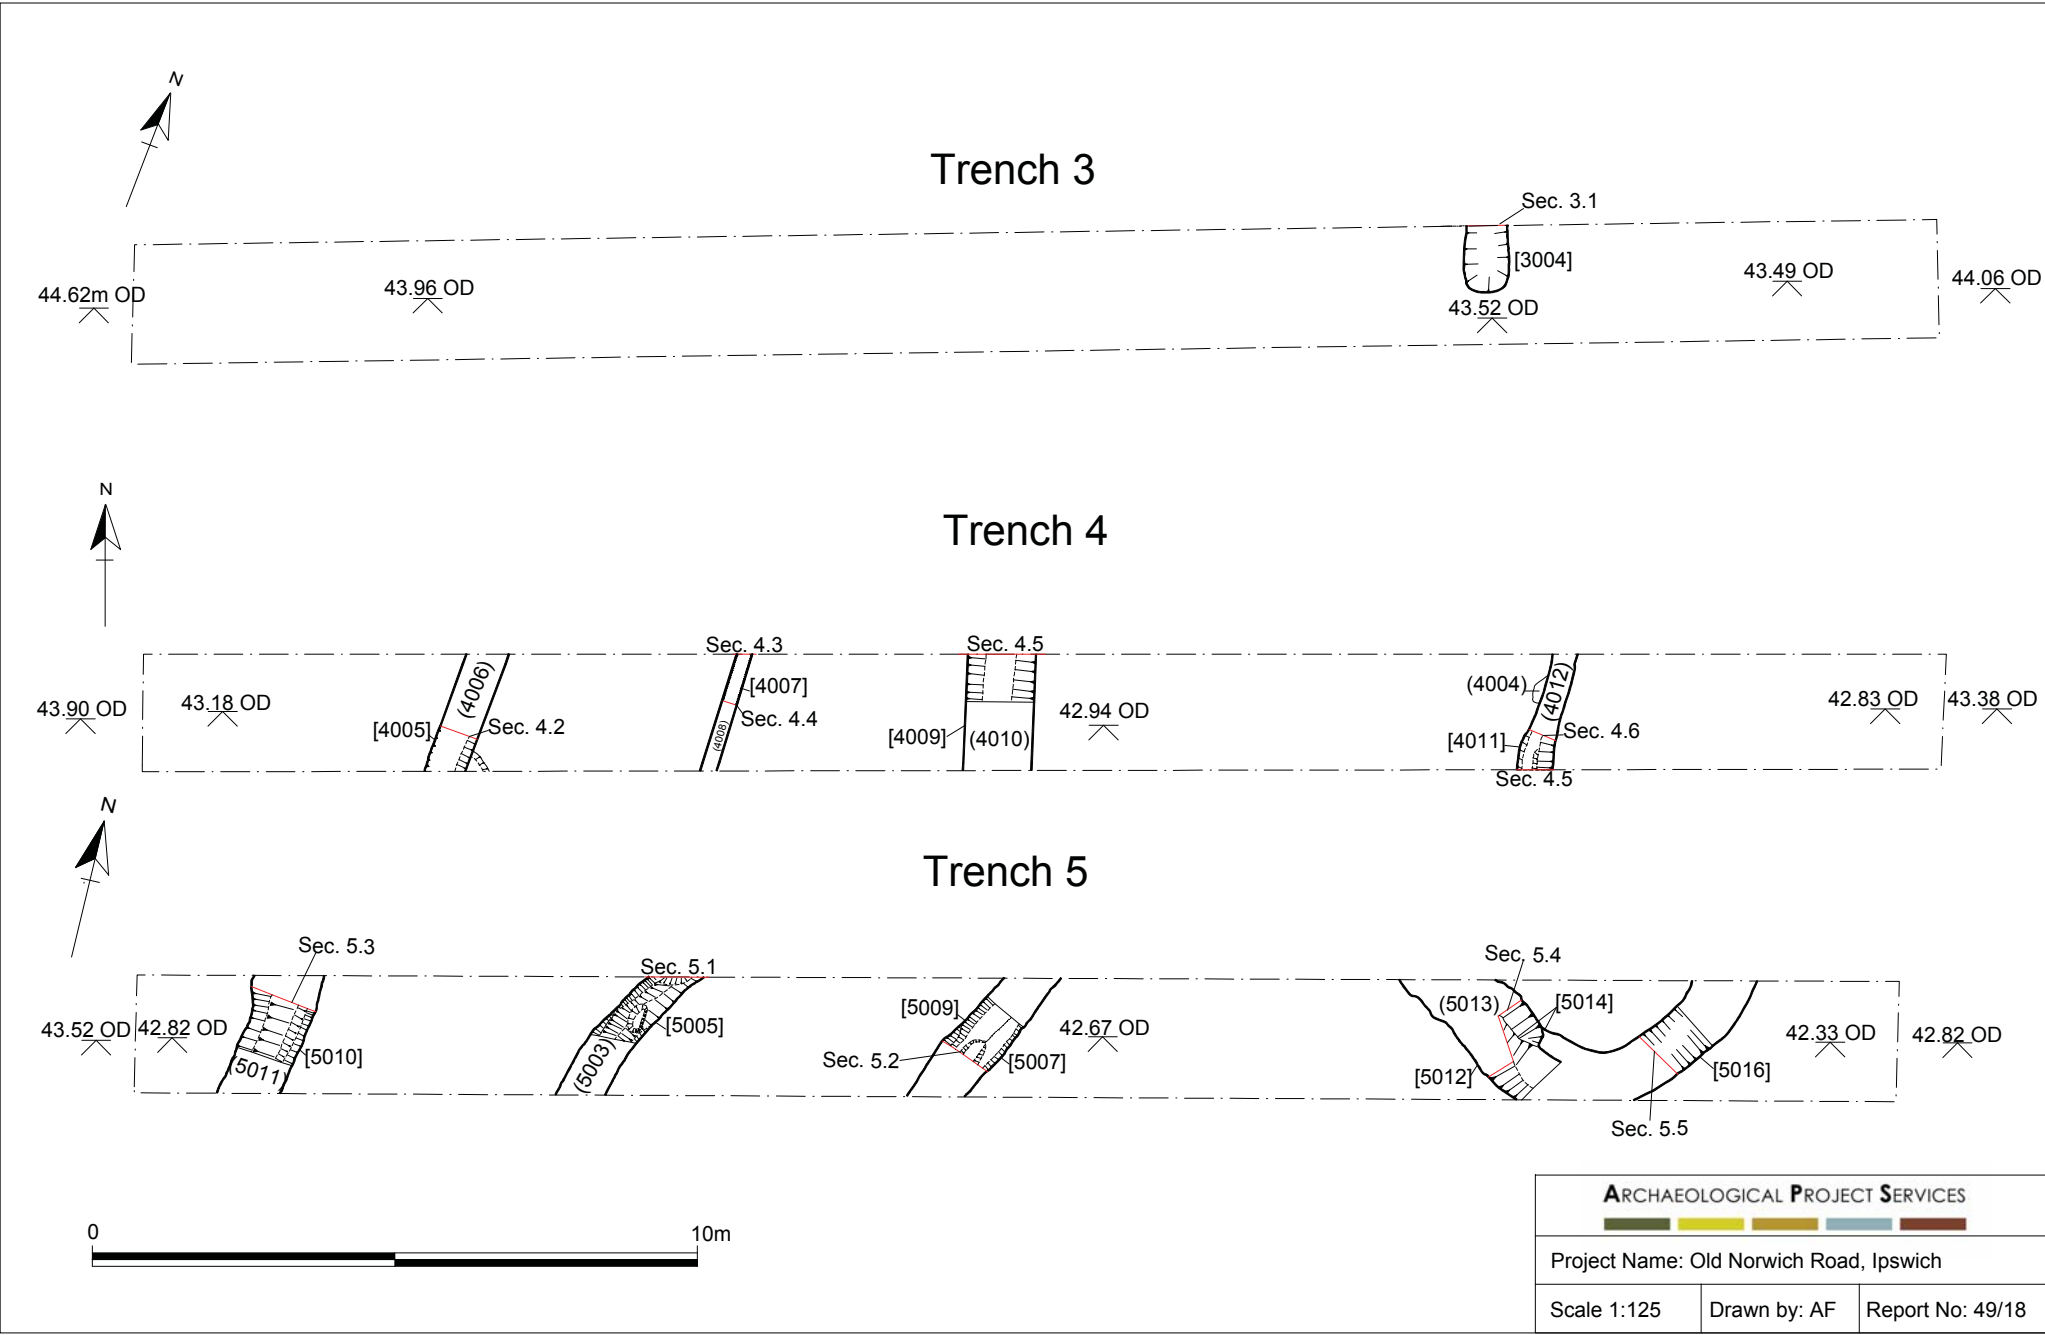 N
Trench 3
Sec. 3.1
[3004]
44.62m OD
43.96 OD
43.52 OD
43.49 OD
44.06 OD
N
Trench 4
Sec. 4.3
Sec. 4.5
43.90 OD
43.18 OD
[4005]
(4006)
Sec. 4.2
[4007]
Sec. 4.4
(4008)
[4009]
(4010)
42.94 OD
(4004)
(4012)
[4011]
Sec. 4.6
Sec. 4.5
42.83 OD
43.38 OD
N
Trench 5
Sec. 5.3
Sec. 5.1
Sec. 5.4
43.52 OD
42.82 OD
[5010]
(5011)
(5003)
[5005]
[5009]
Sec. 5.2
[5007]
42.67 OD
(5013)
[5014]
[5012]
[5016]
Sec. 5.5
42.33 OD
42.82 OD
0
10m
ARCHAEOLOGICAL PROJECT SERVICES
Project Name: Old Norwich Road, Ipswich
Scale 1:125
Drawn by: AF
Report No: 49/18